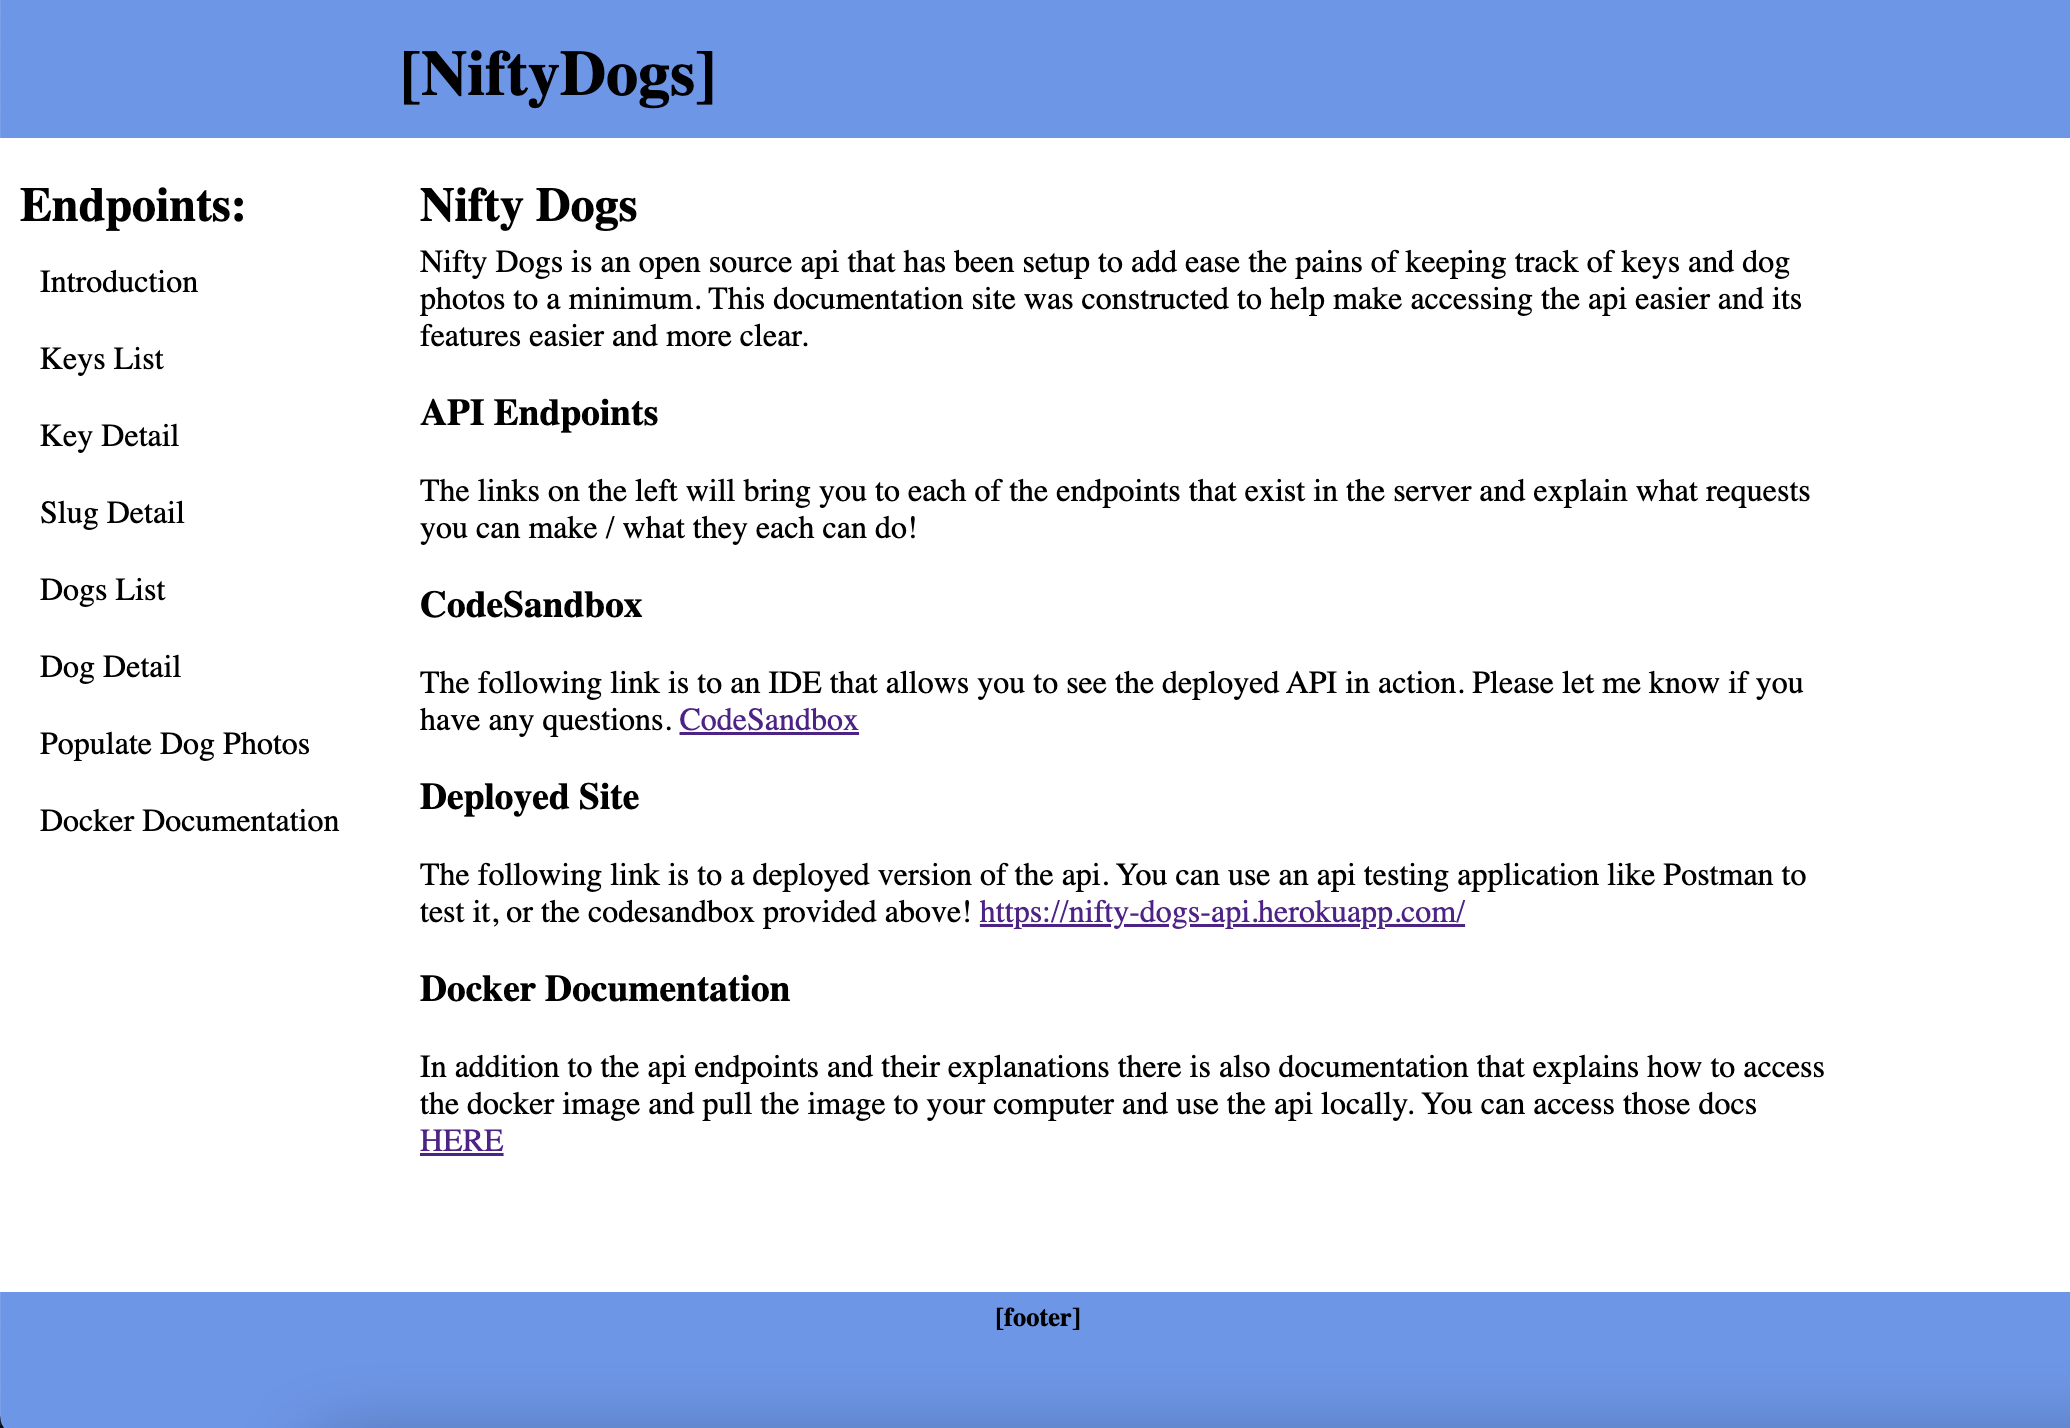 [NiftyDogs]
Endpoints:
Introduction
Keys List
Key Detail
Slug Detail
Dogs List
Dog Detail
Populate Dog Photos
Docker Documentation
Nifty Dogs
Nifty Dogs is an open source api that has been setup to add ease the pains of keeping track of keys and dog
photos to a minimum. This documentation site was constructed to help make accessing the api easier and its
features easier and more clear.
API Endpoints
The links on the left will bring you to each of the endpoints that exist in the server and explain what requests
you can make / what they each can do!
CodeSandbox
The following link is to an IDE that allows you to see the deployed API in action. Please let me know if you
have any questions. CodeSandbox
Deployed Site
The following link is to a deployed version of the api. You can use an api testing application like Postman to
test it, or the codesandbox provided above! https://nifty-dogs-api.herokuapp.com/
Docker Documentation
In addition to the api endpoints and their explanations there is also documentation that explains how to access
the docker image and pull the image to your computer and use the api locally. You can access those docs
HERE
[footer]